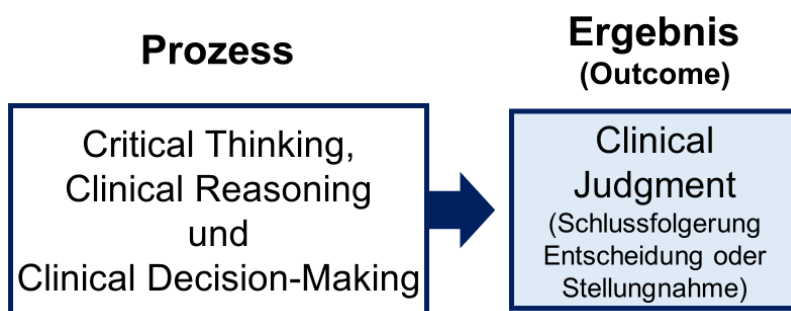 Prozess
Critical Thinking,
Clinical Reasoning
und
Clinical Decision-Making
Ergebnis
(Outcome)
Clinical
Judgment
(Schlussfolgerung
Entscheidung oder
Stellungnahme)